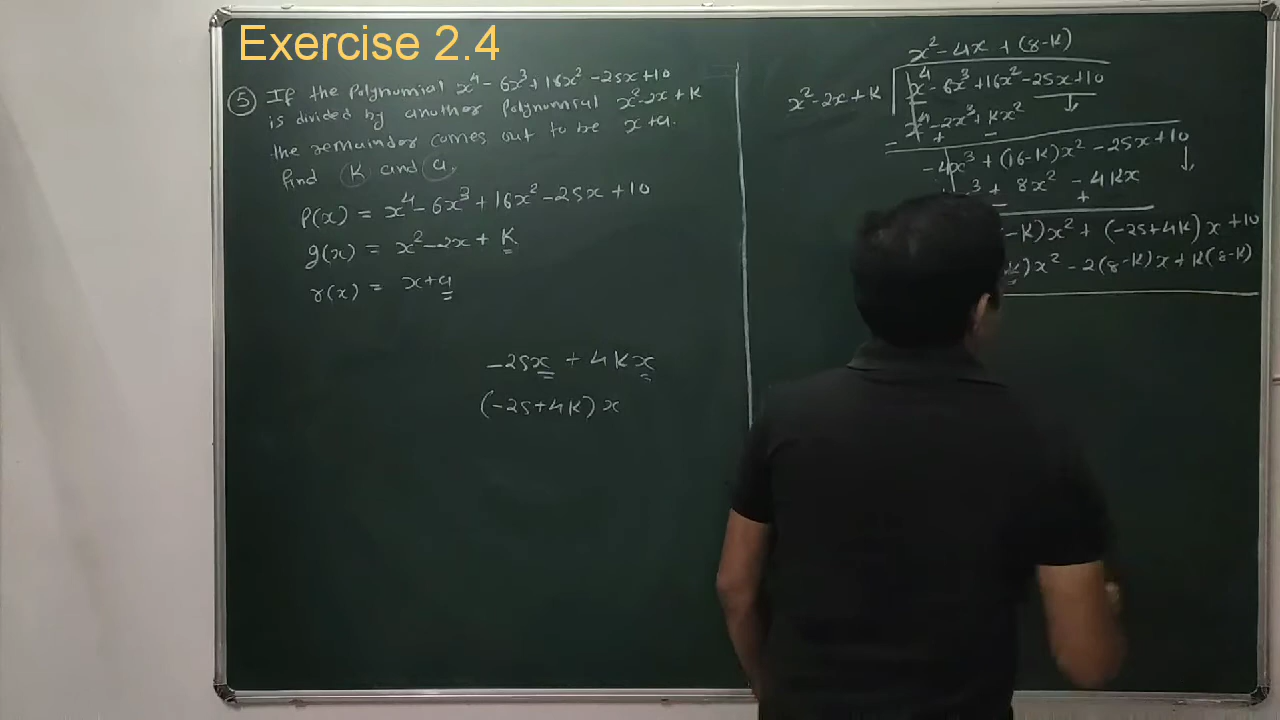 Exercise 2.4
⑤ If the Polynomial x⁴ - 6x³ + 16x² - 25x + 10
is divided by another Polynomial x² - 2x + K
the remainder comes out to be x + a.
find K and a.
P(x) = x⁴ - 6x³ + 16x² - 25x + 10
g(x) = x² - 2x + K
r(x) = x + a
-25x + 4Kx
(-25+4K) x
x² - 4x + (8-K)
x² - 2x + K
x⁴ - 6x³ + 16x² - 25x + 10
x⁴ - 2x³ + Kx²
- + -
-4x³ + (16-K)x² - 25x + 10
³ + 8x² - 4Kx
- +
-K)x² + (-25+4K) x + 10
K)x² - 2(8-K)x + K(8-K)